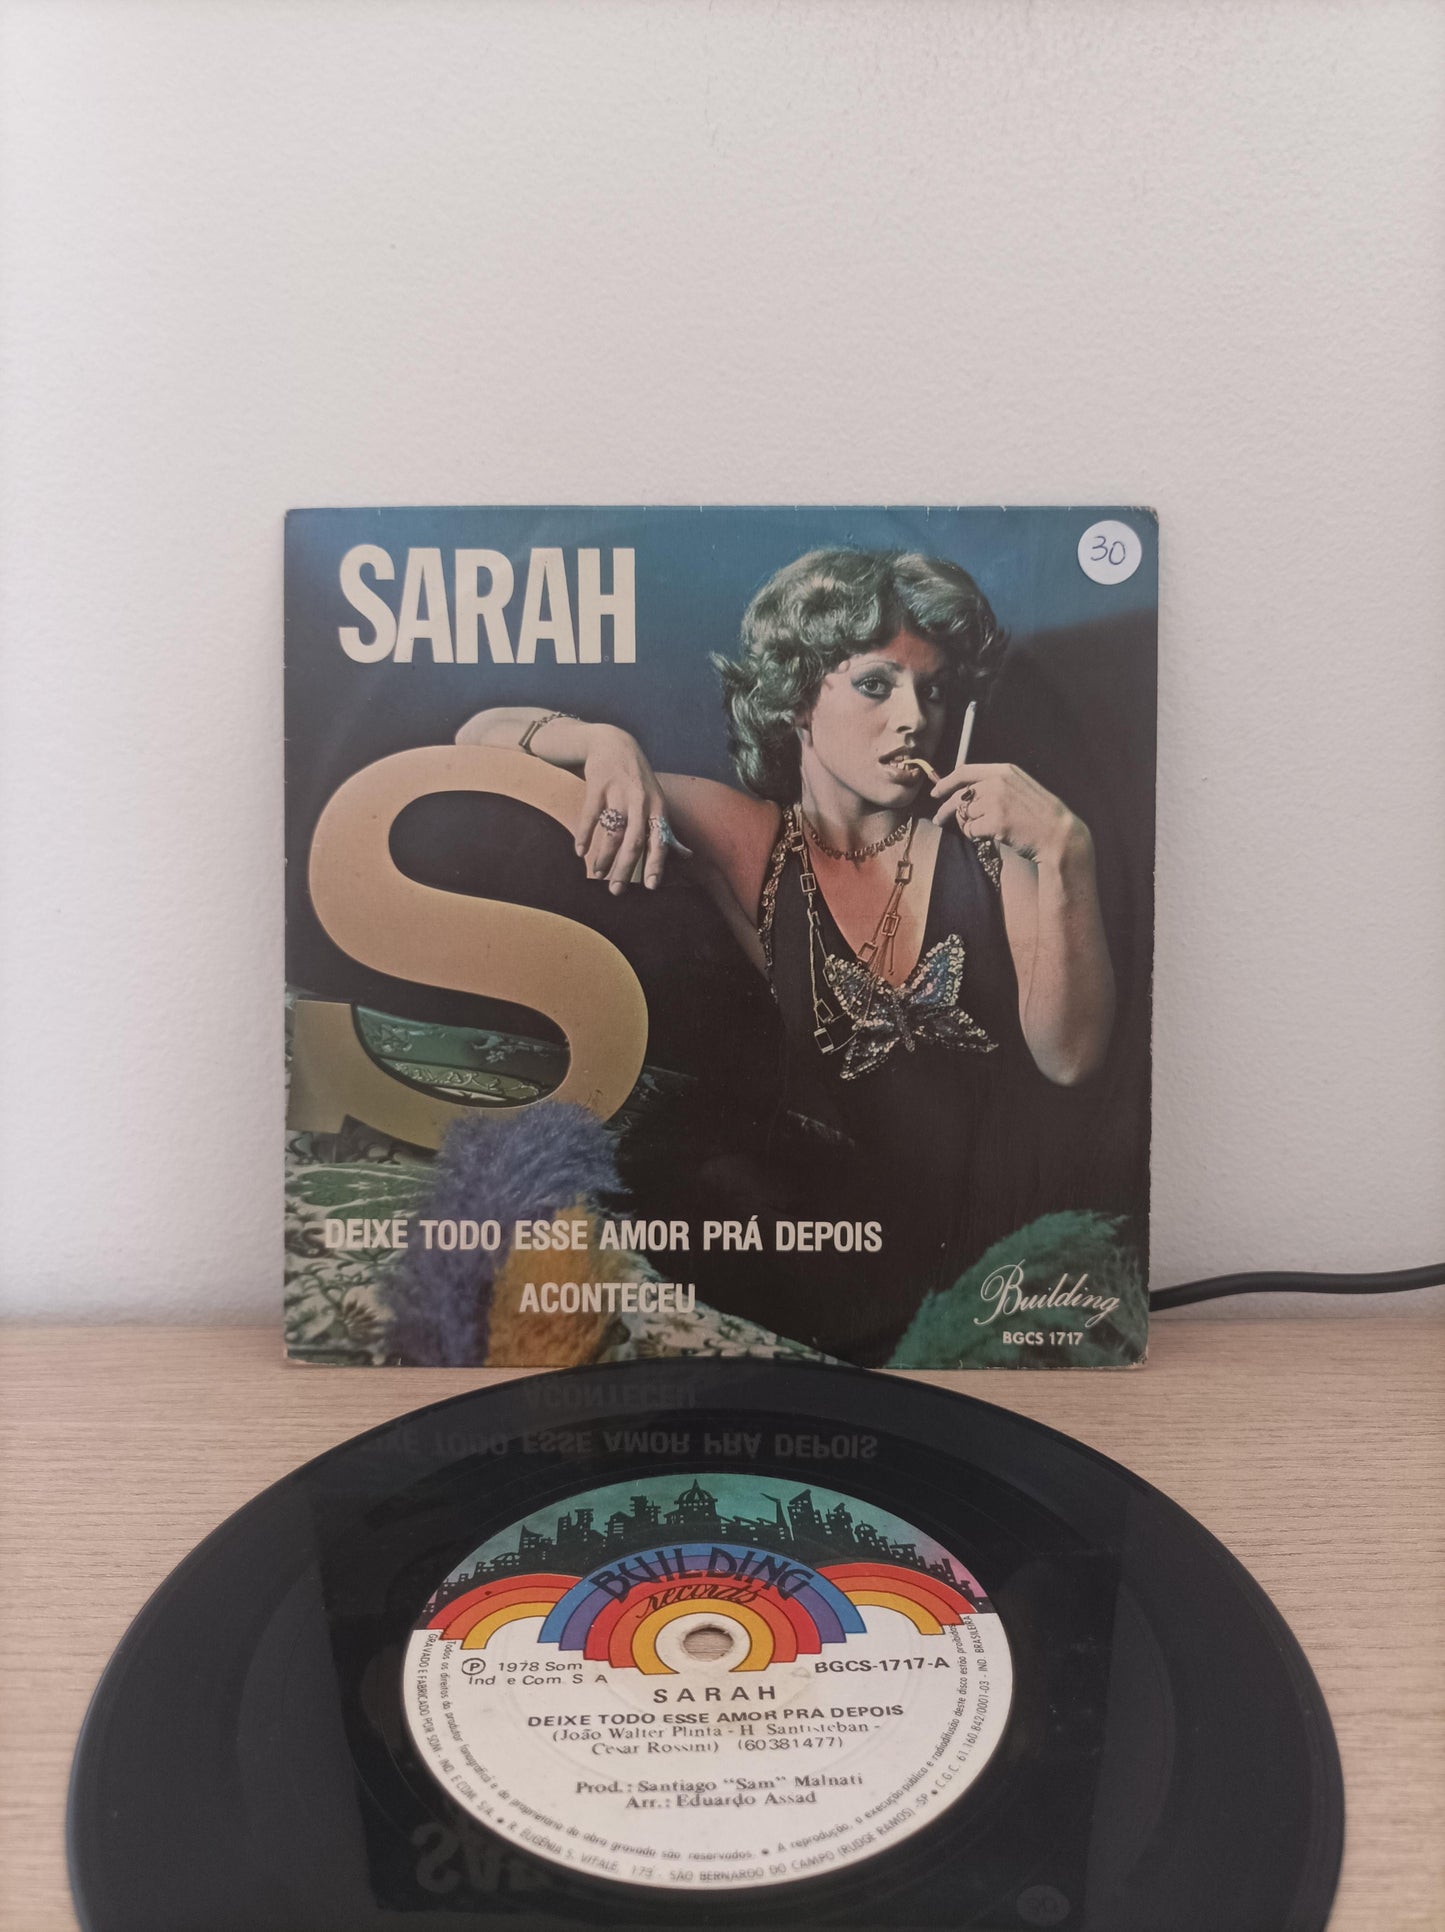 30
SARAH
S
DEIXE TODO ESSE AMOR PRÁ DEPOIS
ACONTECEU
Building
BGCS 1717
BUILDING
records
Ⓟ 1978 Som
Ind e Com. S A
BGCS-1717-A
SARAH
DEIXE TODO ESSE AMOR PRA DEPOIS
(João Walter Plinta - H Santisteban -
Cesar Rossini) (60381477)
Prod.: Santiago "Sam" Malnati
Arr.: Eduardo Assad
Todos os direitos do produtor fonográfico e do proprietário da obra gravada são reservados. • A reprodução, a execução pública e radiodifusão deste disco estão proibidas
GRAVADO E FABRICADO POR SOM - IND. E COM. S/A. • R. EUGÊNIA S. VITALE, 173 - SÃO BERNARDO DO CAMPO (RUDGE RAMOS) -SP • C.G.C. 61.160.842/0001-03 - IND. BRASILEIRA